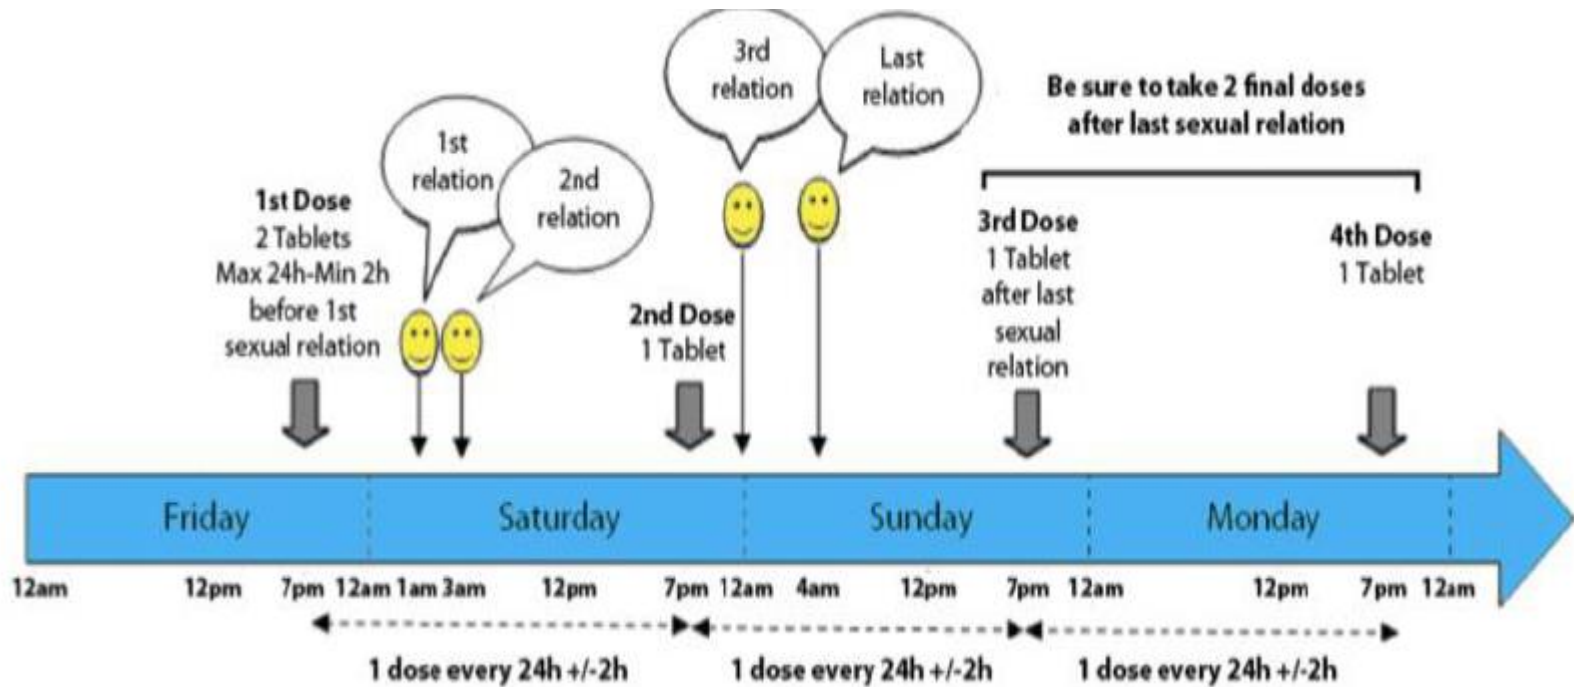 1st
relation
2nd
relation
3rd
relation
Last
relation
Be sure to take 2 final doses
after last sexual relation
1st Dose
2 Tablets
Max 24h-Min 2h
before 1st
sexual relation
2nd Dose
1 Tablet
3rd Dose
1 Tablet
after last
sexual
relation
4th Dose
1 Tablet
Friday Saturday Sunday Monday
12am 12pm 7pm 12am 1am 3am 12pm 7pm 12am 4am 12pm 7pm 12am 12pm 7pm 12am
1 dose every 24h +/-2h 1 dose every 24h +/-2h 1 dose every 24h +/-2h